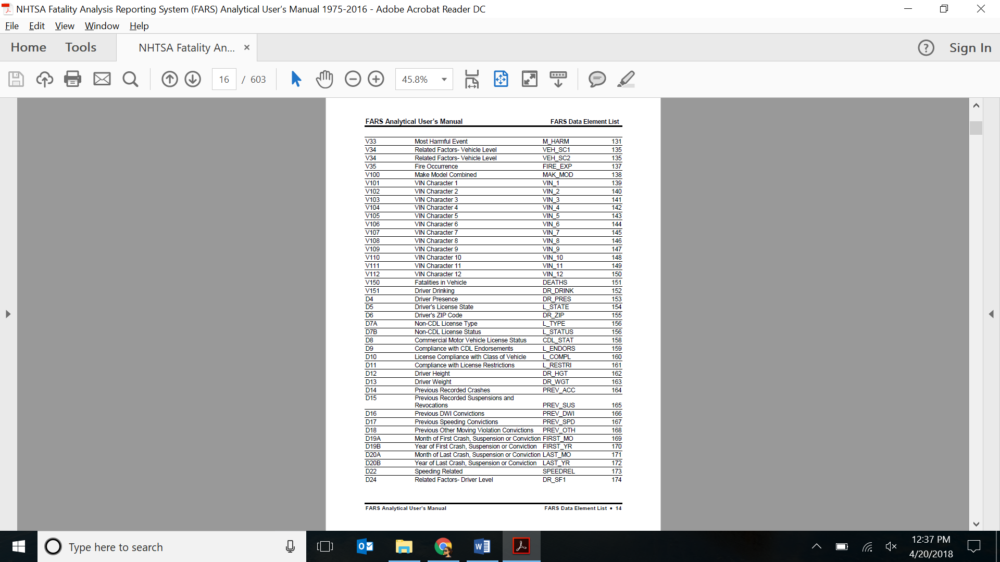 NHTSA Fatality Analysis Reporting System (FARS) Analytical User's Manual 1975-2016 - Adobe Acrobat Reader DC
File Edit View Window Help
Home Tools NHTSA Fatality An... × ? Sign In
16 / 603 45.8%
FARS Analytical User's Manual FARS Data Element List
V33 Most Harmful Event M_HARM 131
V34 Related Factors- Vehicle Level VEH_SC1 135
V34 Related Factors- Vehicle Level VEH_SC2 135
V35 Fire Occurrence FIRE_EXP 137
V100 Make Model Combined MAK_MOD 138
V101 VIN Character 1 VIN_1 139
V102 VIN Character 2 VIN_2 140
V103 VIN Character 3 VIN_3 141
V104 VIN Character 4 VIN_4 142
V105 VIN Character 5 VIN_5 143
V106 VIN Character 6 VIN_6 144
V107 VIN Character 7 VIN_7 145
V108 VIN Character 8 VIN_8 146
V109 VIN Character 9 VIN_9 147
V110 VIN Character 10 VIN_10 148
V111 VIN Character 11 VIN_11 149
V112 VIN Character 12 VIN_12 150
V150 Fatalities in Vehicle DEATHS 151
V151 Driver Drinking DR_DRINK 152
D4 Driver Presence DR_PRES 153
D5 Driver's License State L_STATE 154
D6 Driver's ZIP Code DR_ZIP 155
D7A Non-CDL License Type L_TYPE 156
D7B Non-CDL License Status L_STATUS 156
D8 Commercial Motor Vehicle License Status CDL_STAT 158
D9 Compliance with CDL Endorsements L_ENDORS 159
D10 License Compliance with Class of Vehicle L_COMPL 160
D11 Compliance with License Restrictions L_RESTRI 161
D12 Driver Height DR_HGT 162
D13 Driver Weight DR_WGT 163
D14 Previous Recorded Crashes PREV_ACC 164
D15 Previous Recorded Suspensions and
Revocations PREV_SUS 165
D16 Previous DWI Convictions PREV_DWI 166
D17 Previous Speeding Convictions PREV_SPD 167
D18 Previous Other Moving Violation Convictions PREV_OTH 168
D19A Month of First Crash, Suspension or Conviction FIRST_MO 169
D19B Year of First Crash, Suspension or Conviction FIRST_YR 170
D20A Month of Last Crash, Suspension or Conviction LAST_MO 171
D20B Year of Last Crash, Suspension or Conviction LAST_YR 172
D22 Speeding Related SPEEDREL 173
D24 Related Factors- Driver Level DR_SF1 174
FARS Analytical User's Manual FARS Data Element List • 14
Type here to search 12:37 PM
4/20/2018